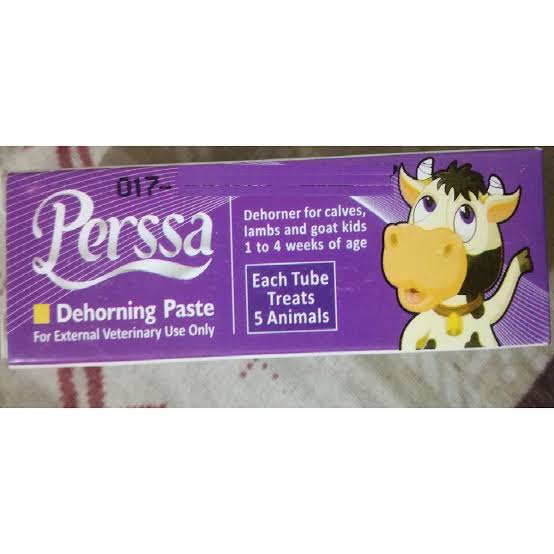 017-
Perssa
Dehorning Paste
For External Veterinary Use Only
Dehorner for calves,
lambs and goat kids
1 to 4 weeks of age
Each Tube
Treats
5 Animals